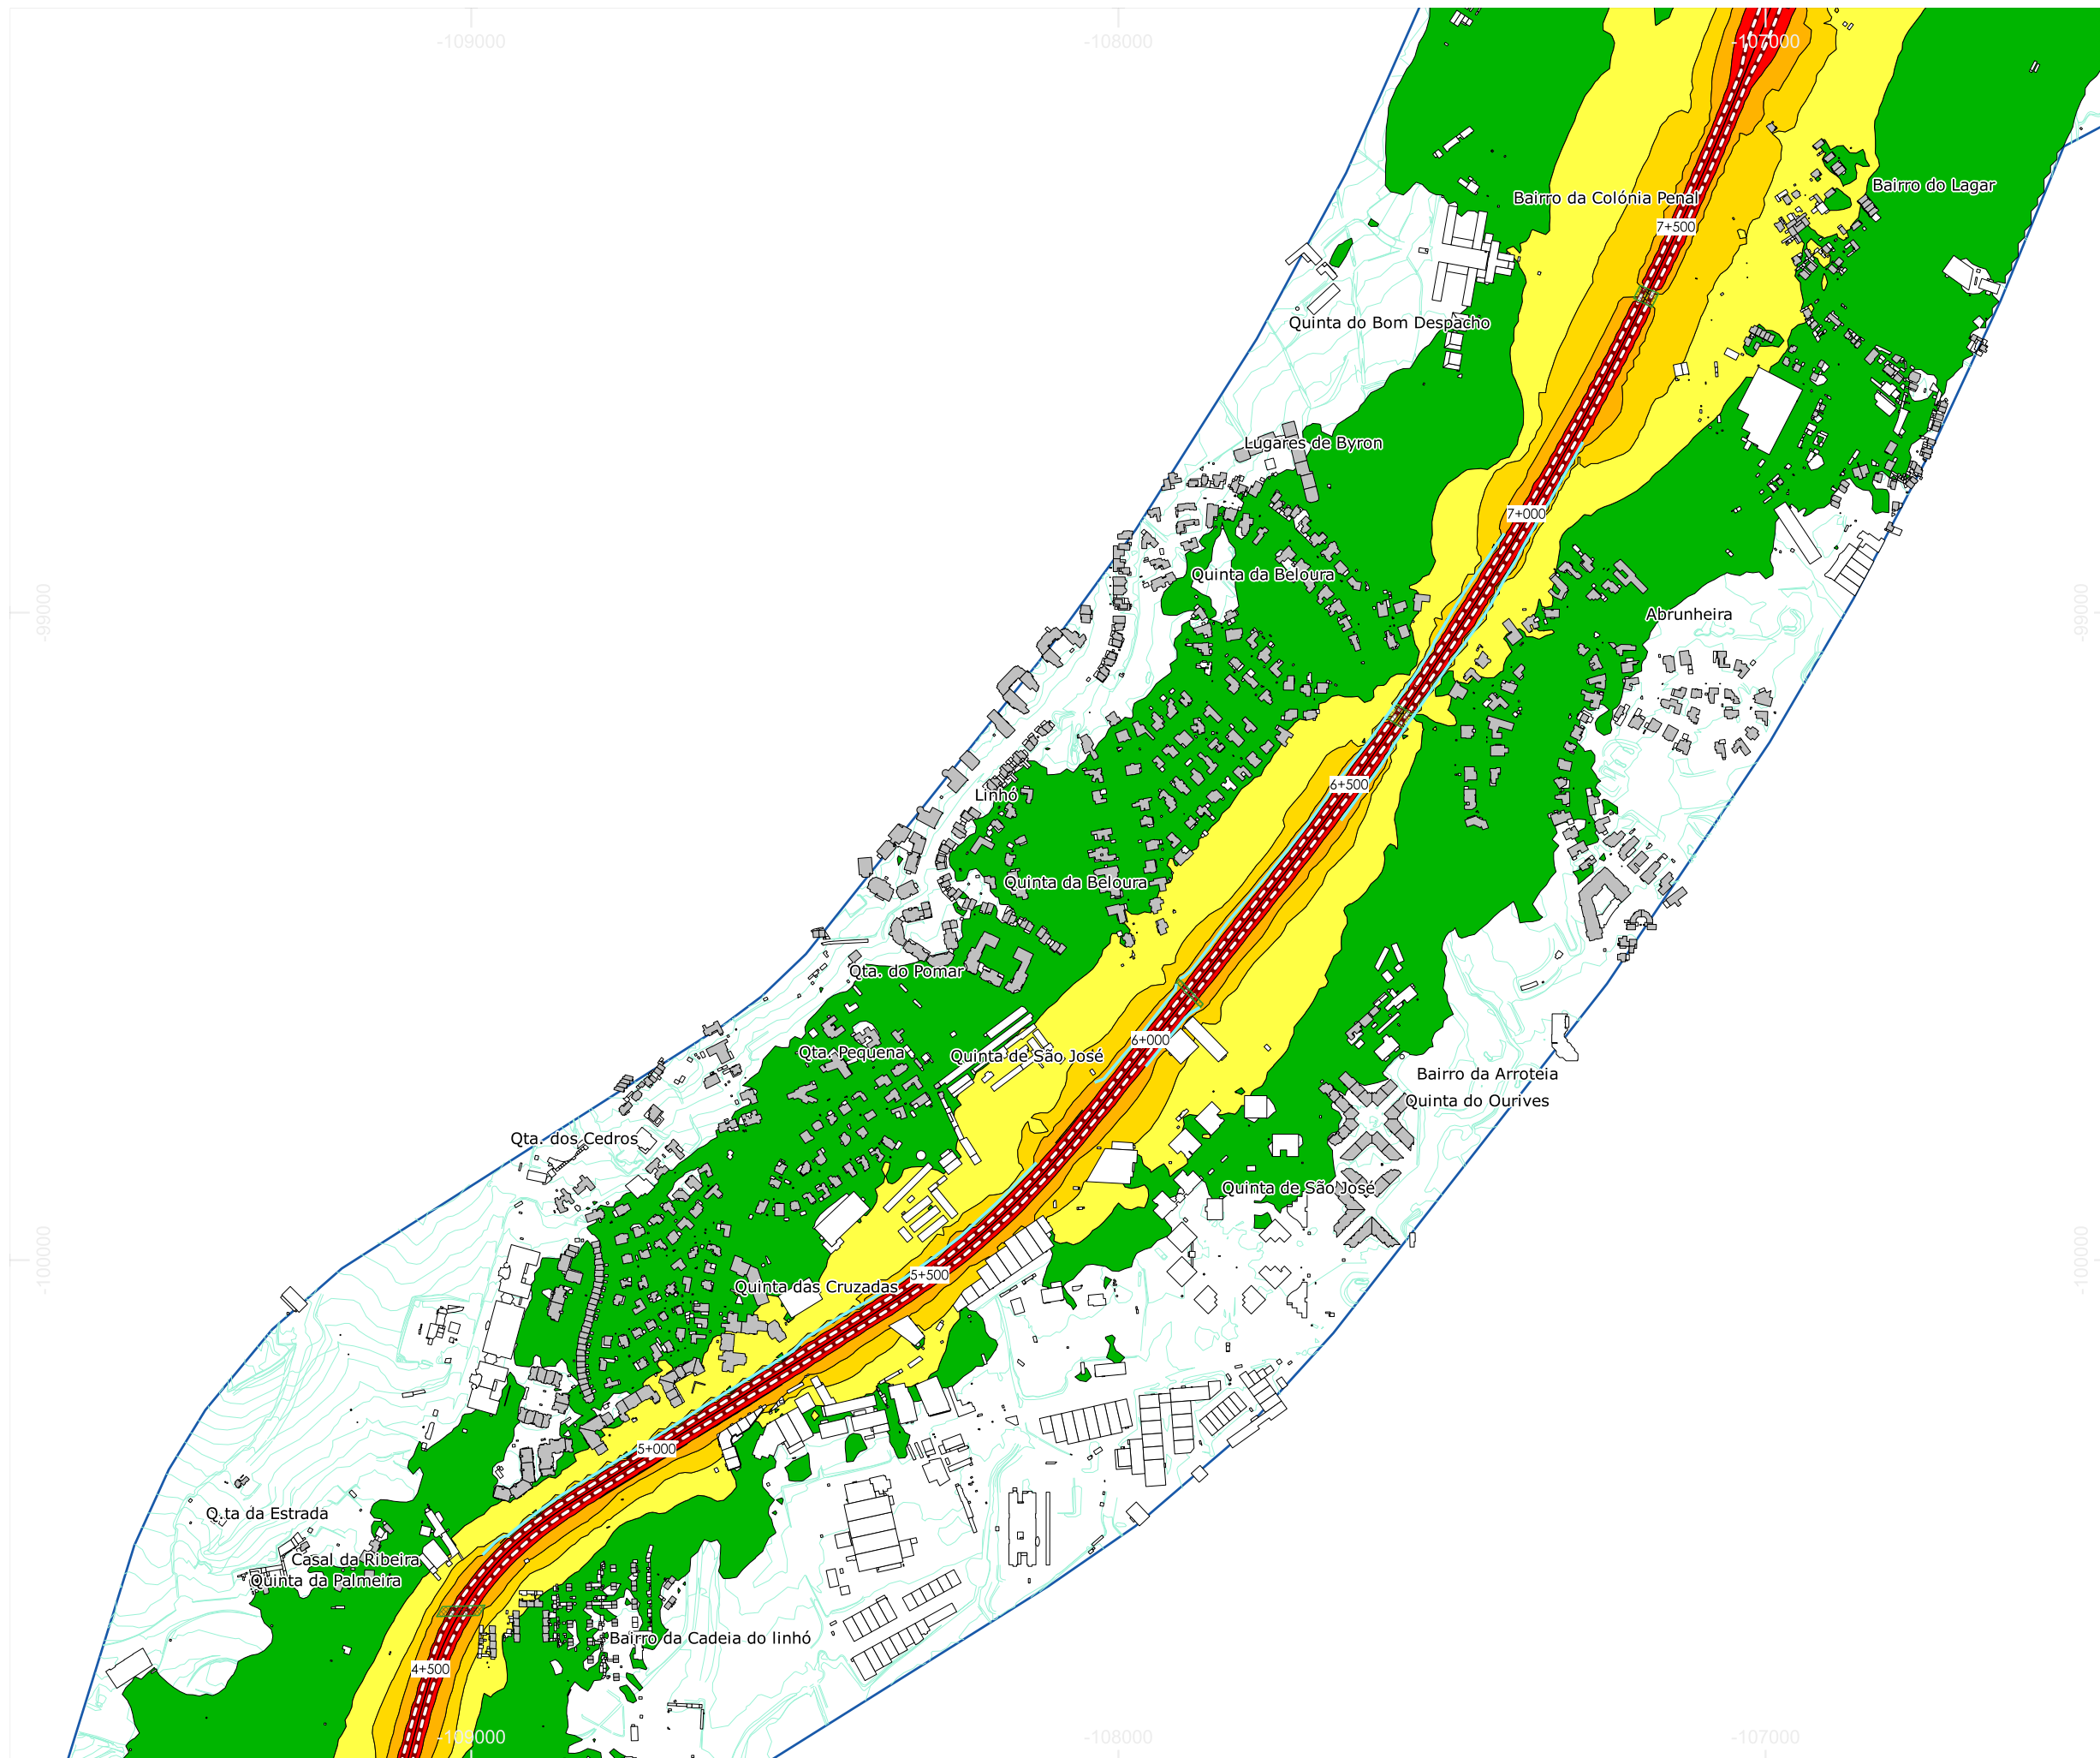 -109000
-108000
-107000
Bairro do Lagar
Bairro da Colónia Penal
7+500
Quinta do Bom Despacho
Lugares de Byron
7+000
Quinta da Beloura
-99000
-99000
Abrunheira
6+500
Linhó
Quinta da Beloura
Qta. do Pomar
6+000
Qta. Pequena
Quinta de São José
Bairro da Arroteia
Quinta do Ourives
Qta. dos Cedros
Quinta de São José
-100000
-100000
5+500
Quinta das Cruzadas
5+000
Q.ta da Estrada
Casal da Ribeira
Quinta da Palmeira
Bairro da Cadeia do linhó
4+500
-109000
-108000
-107000